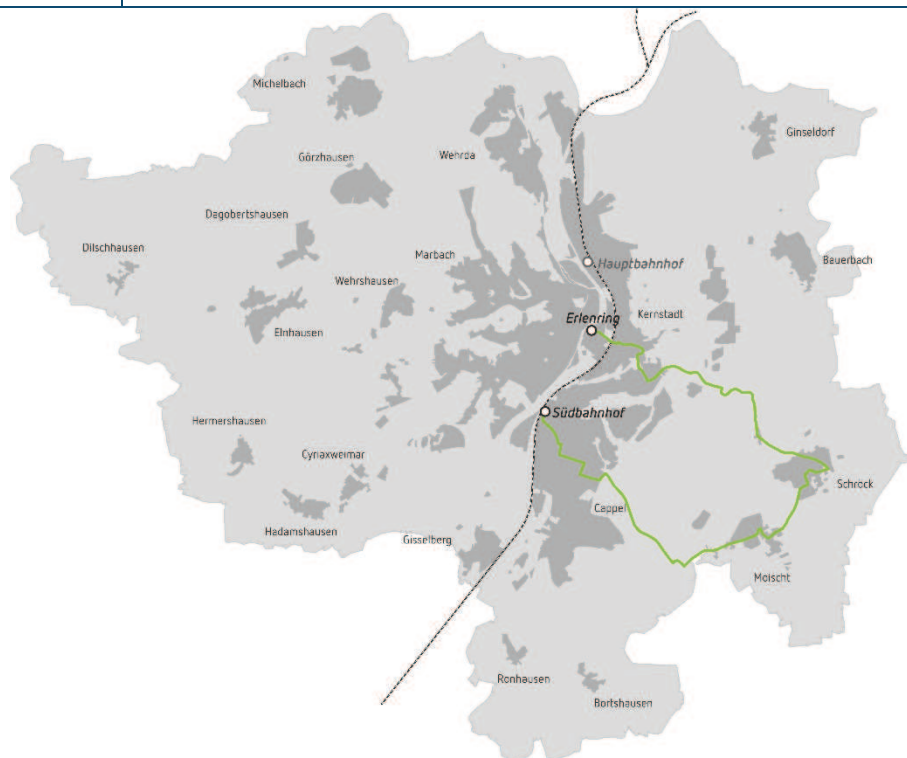 Michelbach
Ginseldorf
Wehrda
Görzhausen
Dagobertshausen
Dilschhausen
Marbach
Bauerbach
Hauptbahnhof
Wehrshausen
Kernstadt
Erlenring
Elnhausen
Südbahnhof
Hermershausen
Cyriaxweimar
Schröck
Cappel
Hadamshausen
Gisselberg
Moischt
Ronhausen
Bortshausen